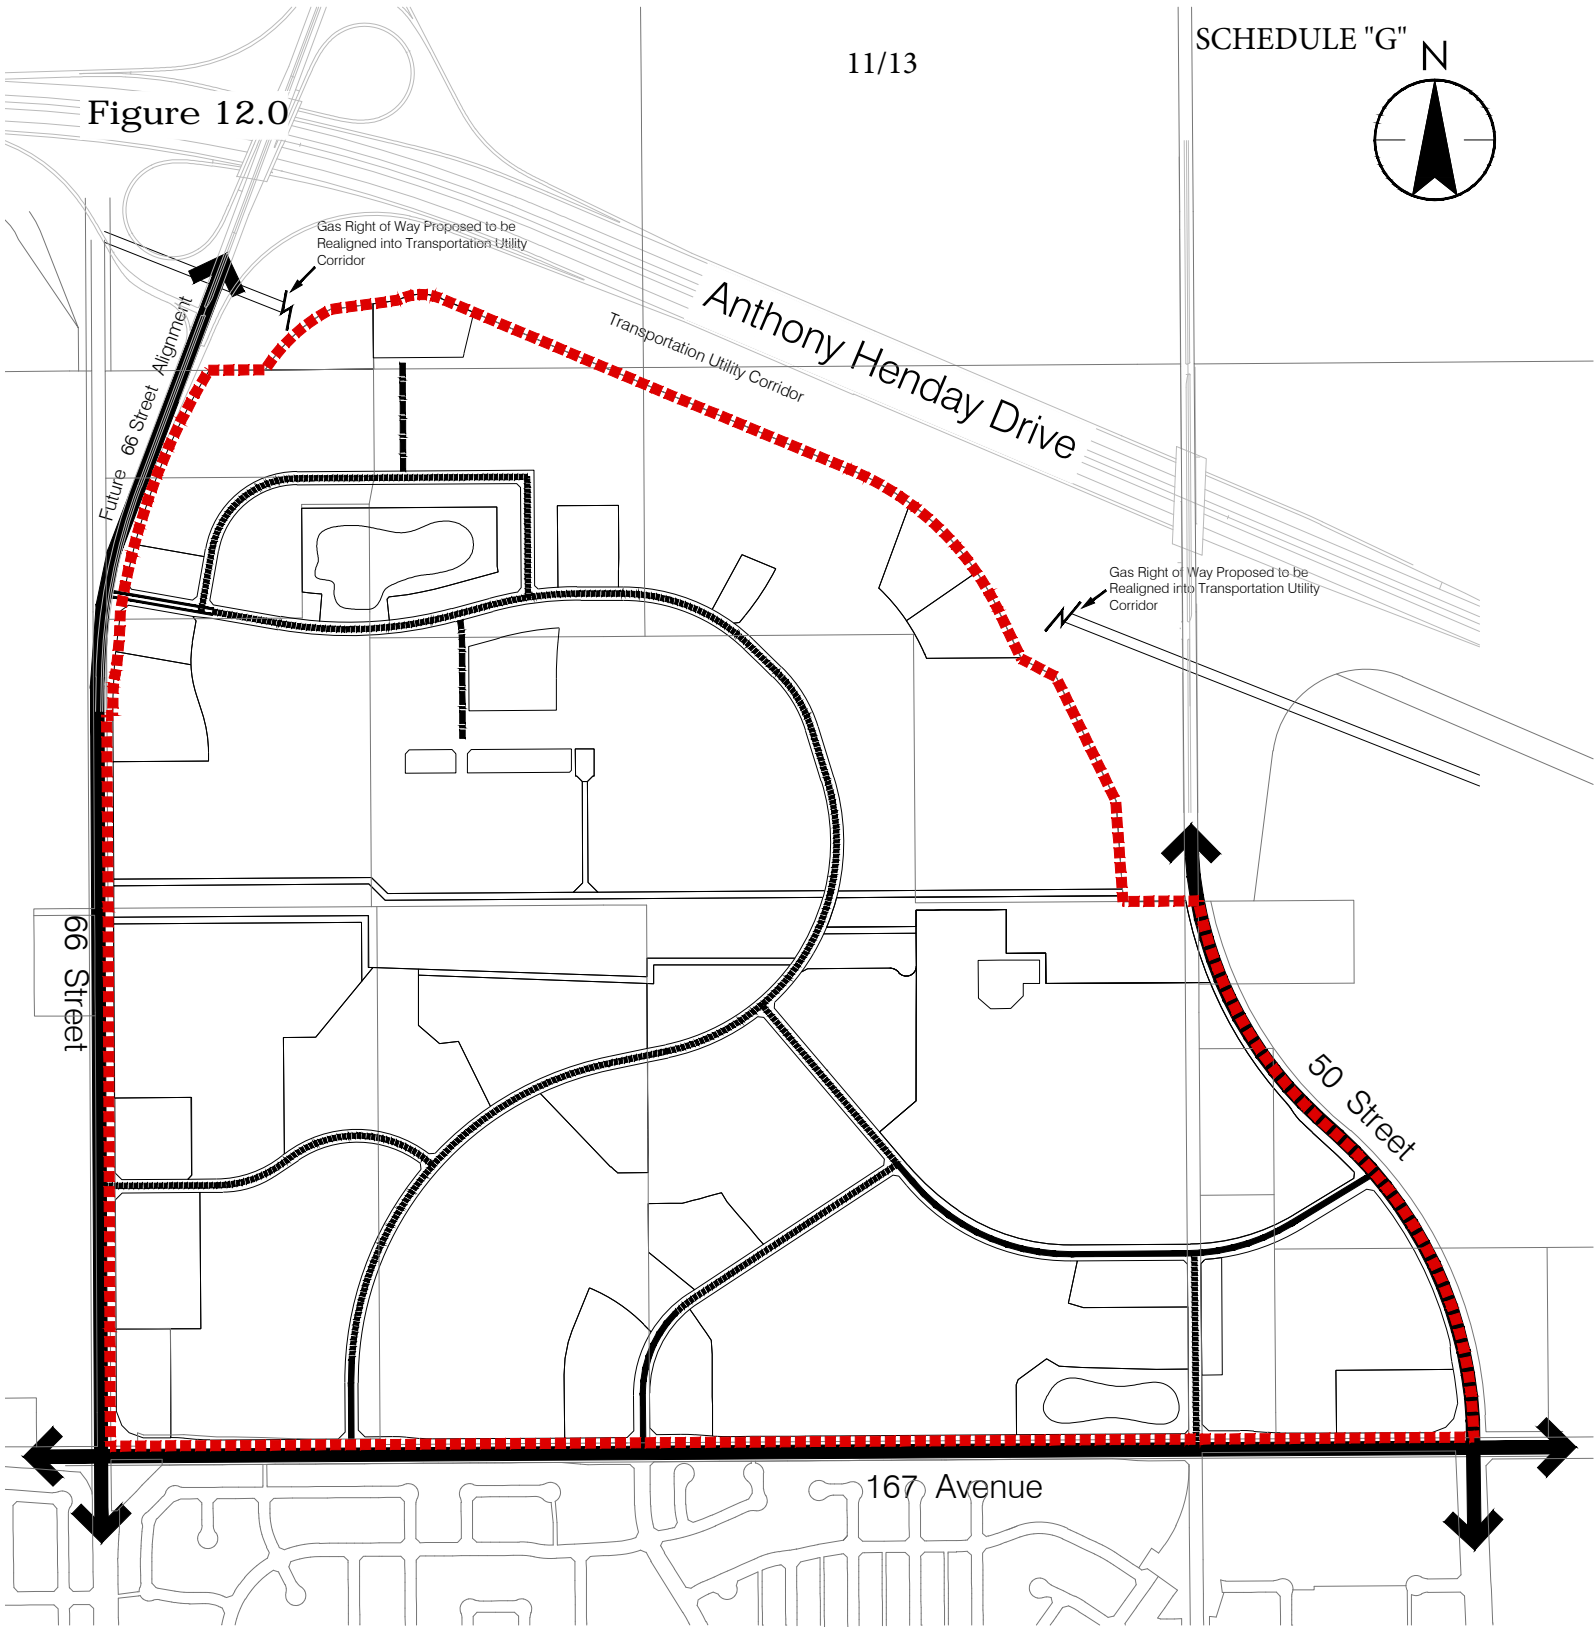 SCHEDULE "G"
11/13
N
Figure 12.0
Gas Right of Way Proposed to be
Realigned into Transportation Utility
Corridor
Anthony Henday Drive
Transportation Utility Corridor
Future 66 Street Alignment
Gas Right of Way Proposed to be
Realigned into Transportation Utility
Corridor
66 Street
50 Street
167 Avenue